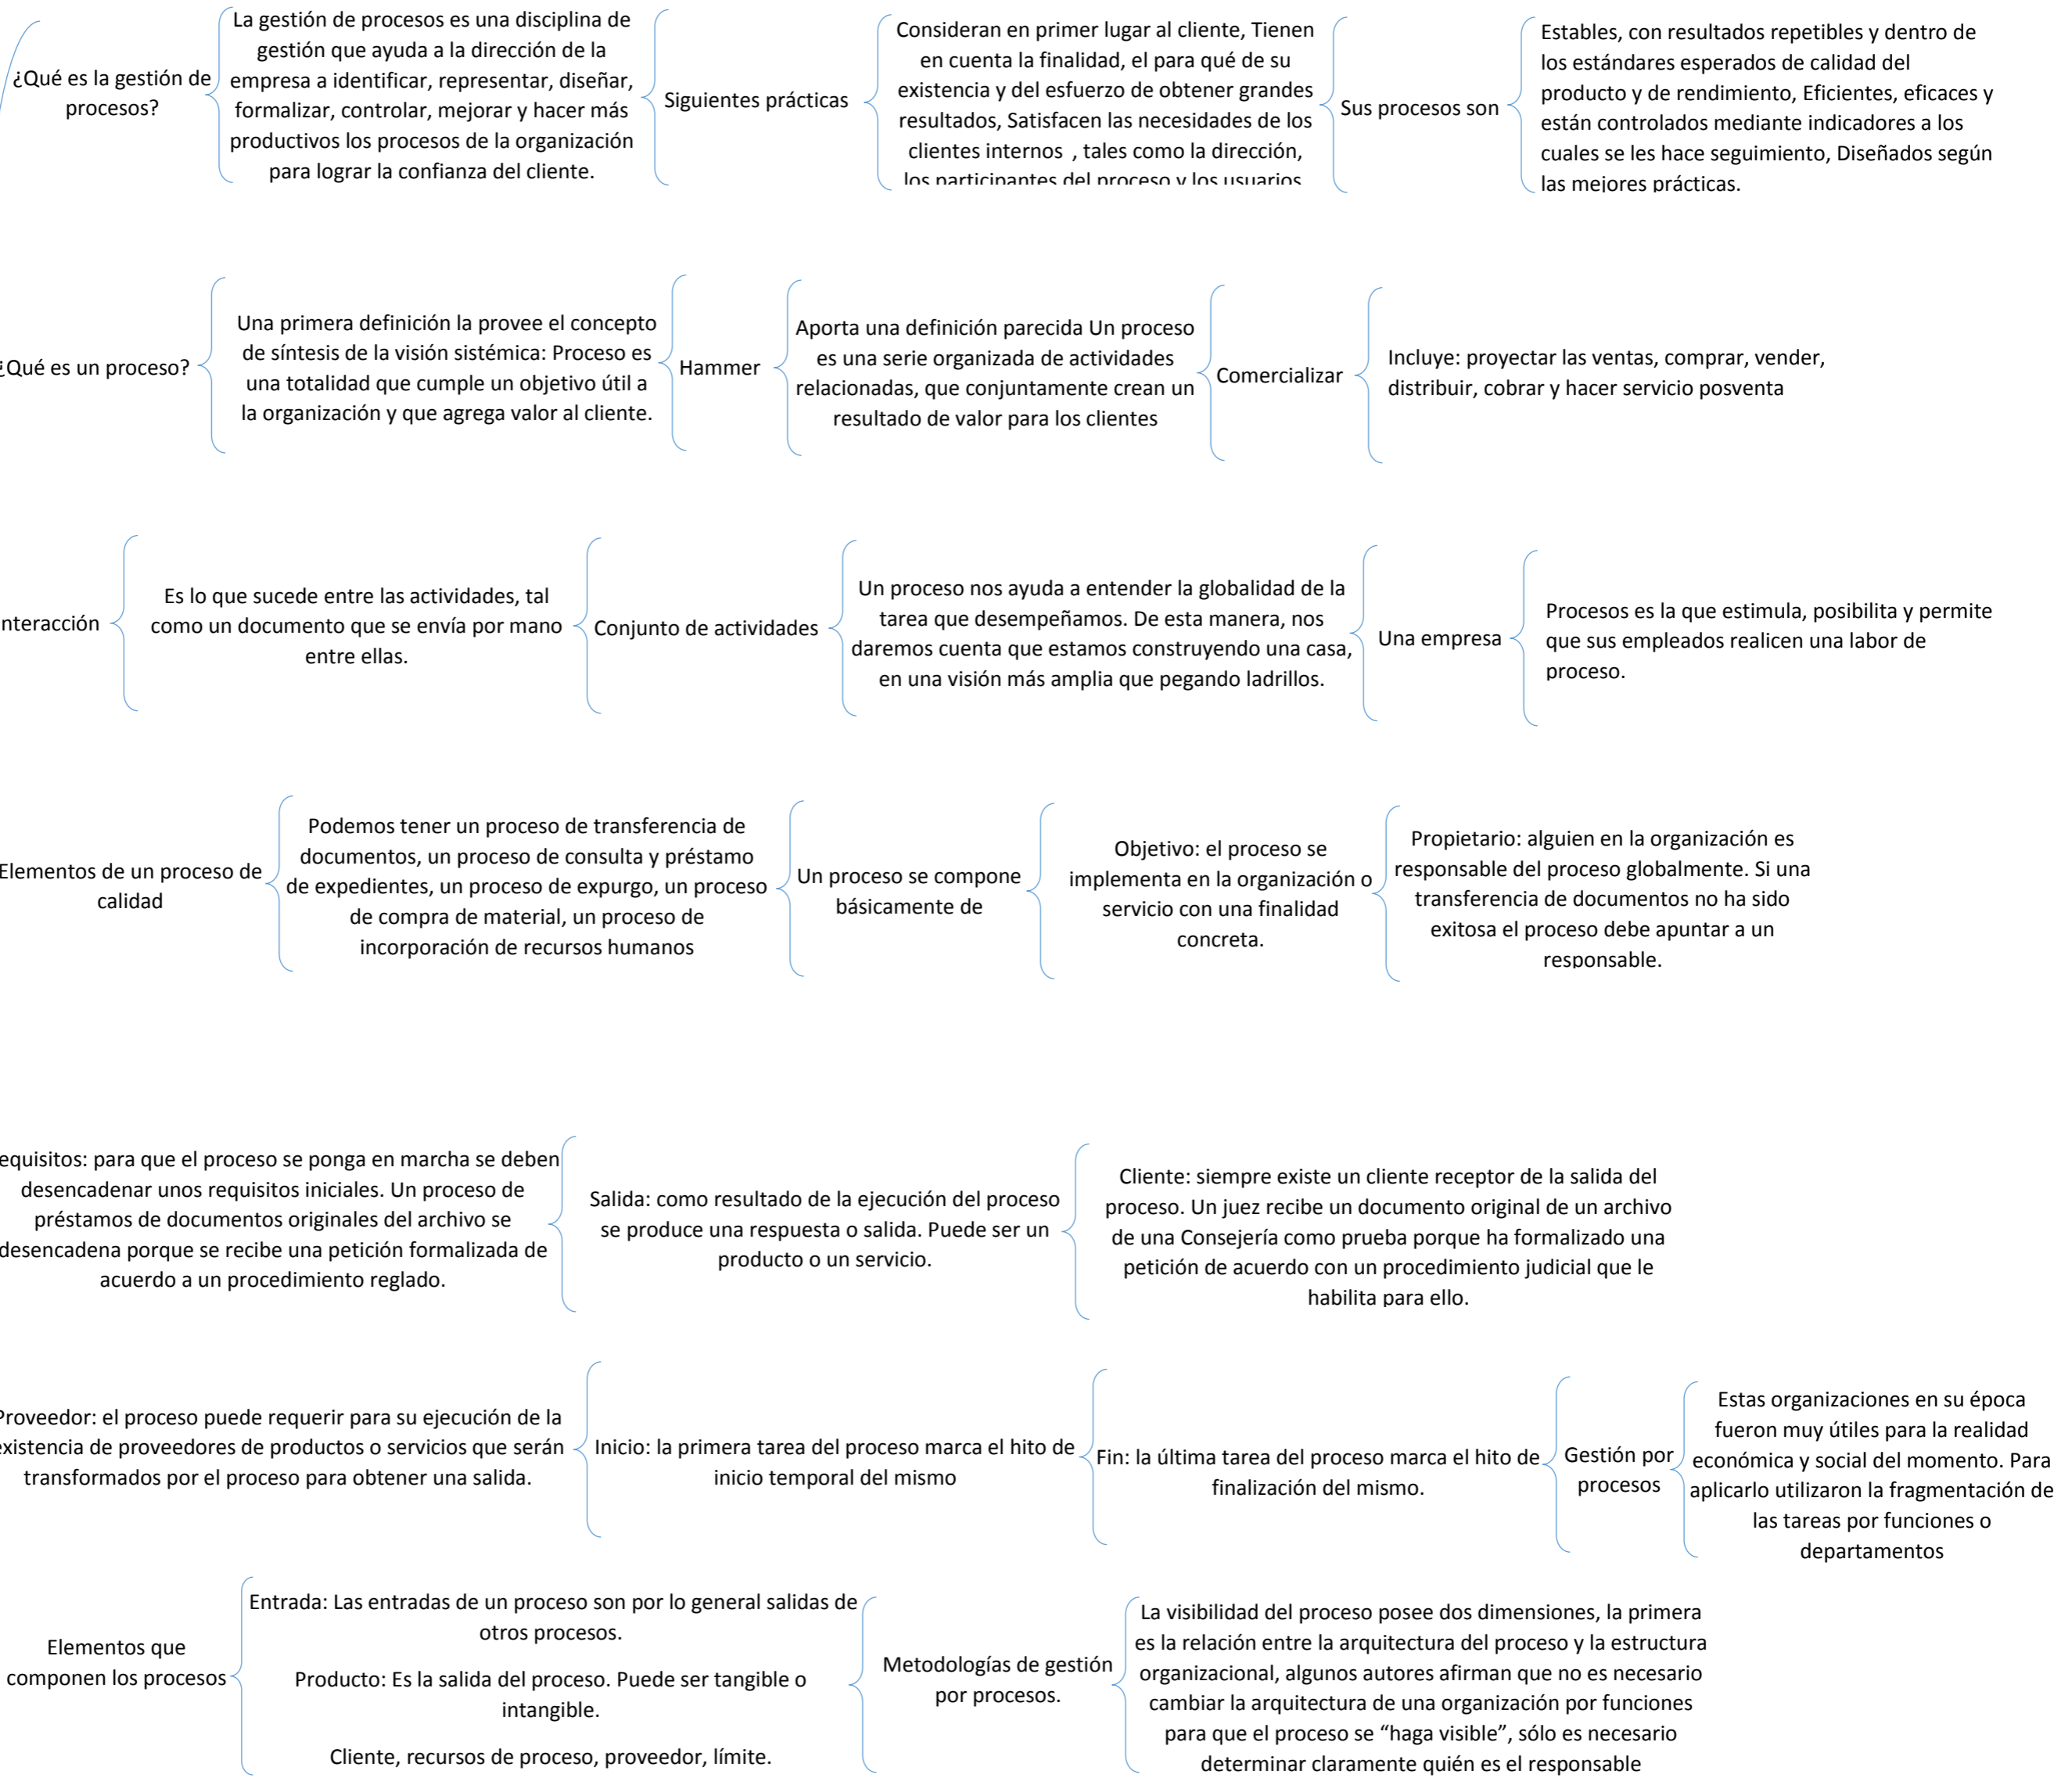 ¿Qué es la gestión de
procesos?
La gestión de procesos es una disciplina de
gestión que ayuda a la dirección de la
empresa a identificar, representar, diseñar,
formalizar, controlar, mejorar y hacer más
productivos los procesos de la organización
para lograr la confianza del cliente.
Siguientes prácticas
Consideran en primer lugar al cliente, Tienen
en cuenta la finalidad, el para qué de su
existencia y del esfuerzo de obtener grandes
resultados, Satisfacen las necesidades de los
clientes internos , tales como la dirección,
los participantes del proceso y los usuarios
Sus procesos son
Estables, con resultados repetibles y dentro de
los estándares esperados de calidad del
producto y de rendimiento, Eficientes, eficaces y
están controlados mediante indicadores a los
cuales se les hace seguimiento, Diseñados según
las mejores prácticas.
¿Qué es un proceso?
Una primera definición la provee el concepto
de síntesis de la visión sistémica: Proceso es
una totalidad que cumple un objetivo útil a
la organización y que agrega valor al cliente.
Hammer
Aporta una definición parecida Un proceso
es una serie organizada de actividades
relacionadas, que conjuntamente crean un
resultado de valor para los clientes
Comercializar
Incluye: proyectar las ventas, comprar, vender,
distribuir, cobrar y hacer servicio posventa
nteracción
Es lo que sucede entre las actividades, tal
como un documento que se envía por mano
entre ellas.
Conjunto de actividades
Un proceso nos ayuda a entender la globalidad de la
tarea que desempeñamos. De esta manera, nos
daremos cuenta que estamos construyendo una casa,
en una visión más amplia que pegando ladrillos.
Una empresa
Procesos es la que estimula, posibilita y permite
que sus empleados realicen una labor de
proceso.
Elementos de un proceso de
calidad
Podemos tener un proceso de transferencia de
documentos, un proceso de consulta y préstamo
de expedientes, un proceso de expurgo, un proceso
de compra de material, un proceso de
incorporación de recursos humanos
Un proceso se compone
básicamente de
Objetivo: el proceso se
implementa en la organización o
servicio con una finalidad
concreta.
Propietario: alguien en la organización es
responsable del proceso globalmente. Si una
transferencia de documentos no ha sido
exitosa el proceso debe apuntar a un
responsable.
equisitos: para que el proceso se ponga en marcha se deben
desencadenar unos requisitos iniciales. Un proceso de
préstamos de documentos originales del archivo se
desencadena porque se recibe una petición formalizada de
acuerdo a un procedimiento reglado.
Salida: como resultado de la ejecución del proceso
se produce una respuesta o salida. Puede ser un
producto o un servicio.
Cliente: siempre existe un cliente receptor de la salida del
proceso. Un juez recibe un documento original de un archivo
de una Consejería como prueba porque ha formalizado una
petición de acuerdo con un procedimiento judicial que le
habilita para ello.
Proveedor: el proceso puede requerir para su ejecución de la
existencia de proveedores de productos o servicios que serán
transformados por el proceso para obtener una salida.
Inicio: la primera tarea del proceso marca el hito de
inicio temporal del mismo
Fin: la última tarea del proceso marca el hito de
finalización del mismo.
Gestión por
procesos
Estas organizaciones en su época
fueron muy útiles para la realidad
económica y social del momento. Para
aplicarlo utilizaron la fragmentación de
las tareas por funciones o
departamentos
Elementos que
componen los procesos
Entrada: Las entradas de un proceso son por lo general salidas de
otros procesos.
Producto: Es la salida del proceso. Puede ser tangible o
intangible.
Cliente, recursos de proceso, proveedor, límite.
Metodologías de gestión
por procesos.
La visibilidad del proceso posee dos dimensiones, la primera
es la relación entre la arquitectura del proceso y la estructura
organizacional, algunos autores afirman que no es necesario
cambiar la arquitectura de una organización por funciones
para que el proceso se “haga visible”, sólo es necesario
determinar claramente quién es el responsable